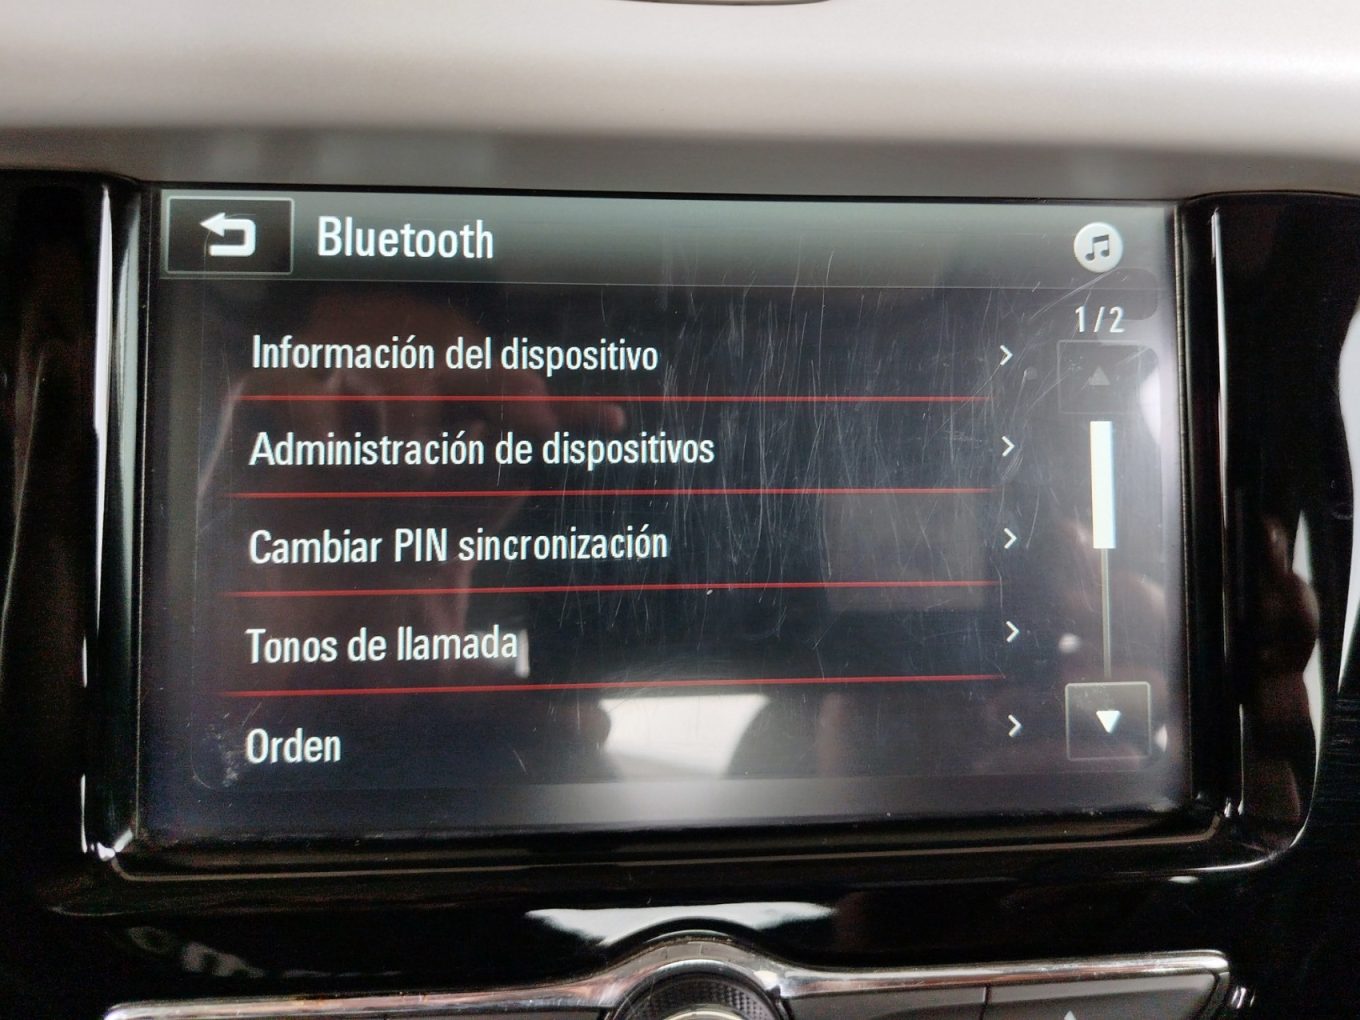 Bluetooth
1/2
Información del dispositivo
Administración de dispositivos
Cambiar PIN sincronización
Tonos de llamada
Orden